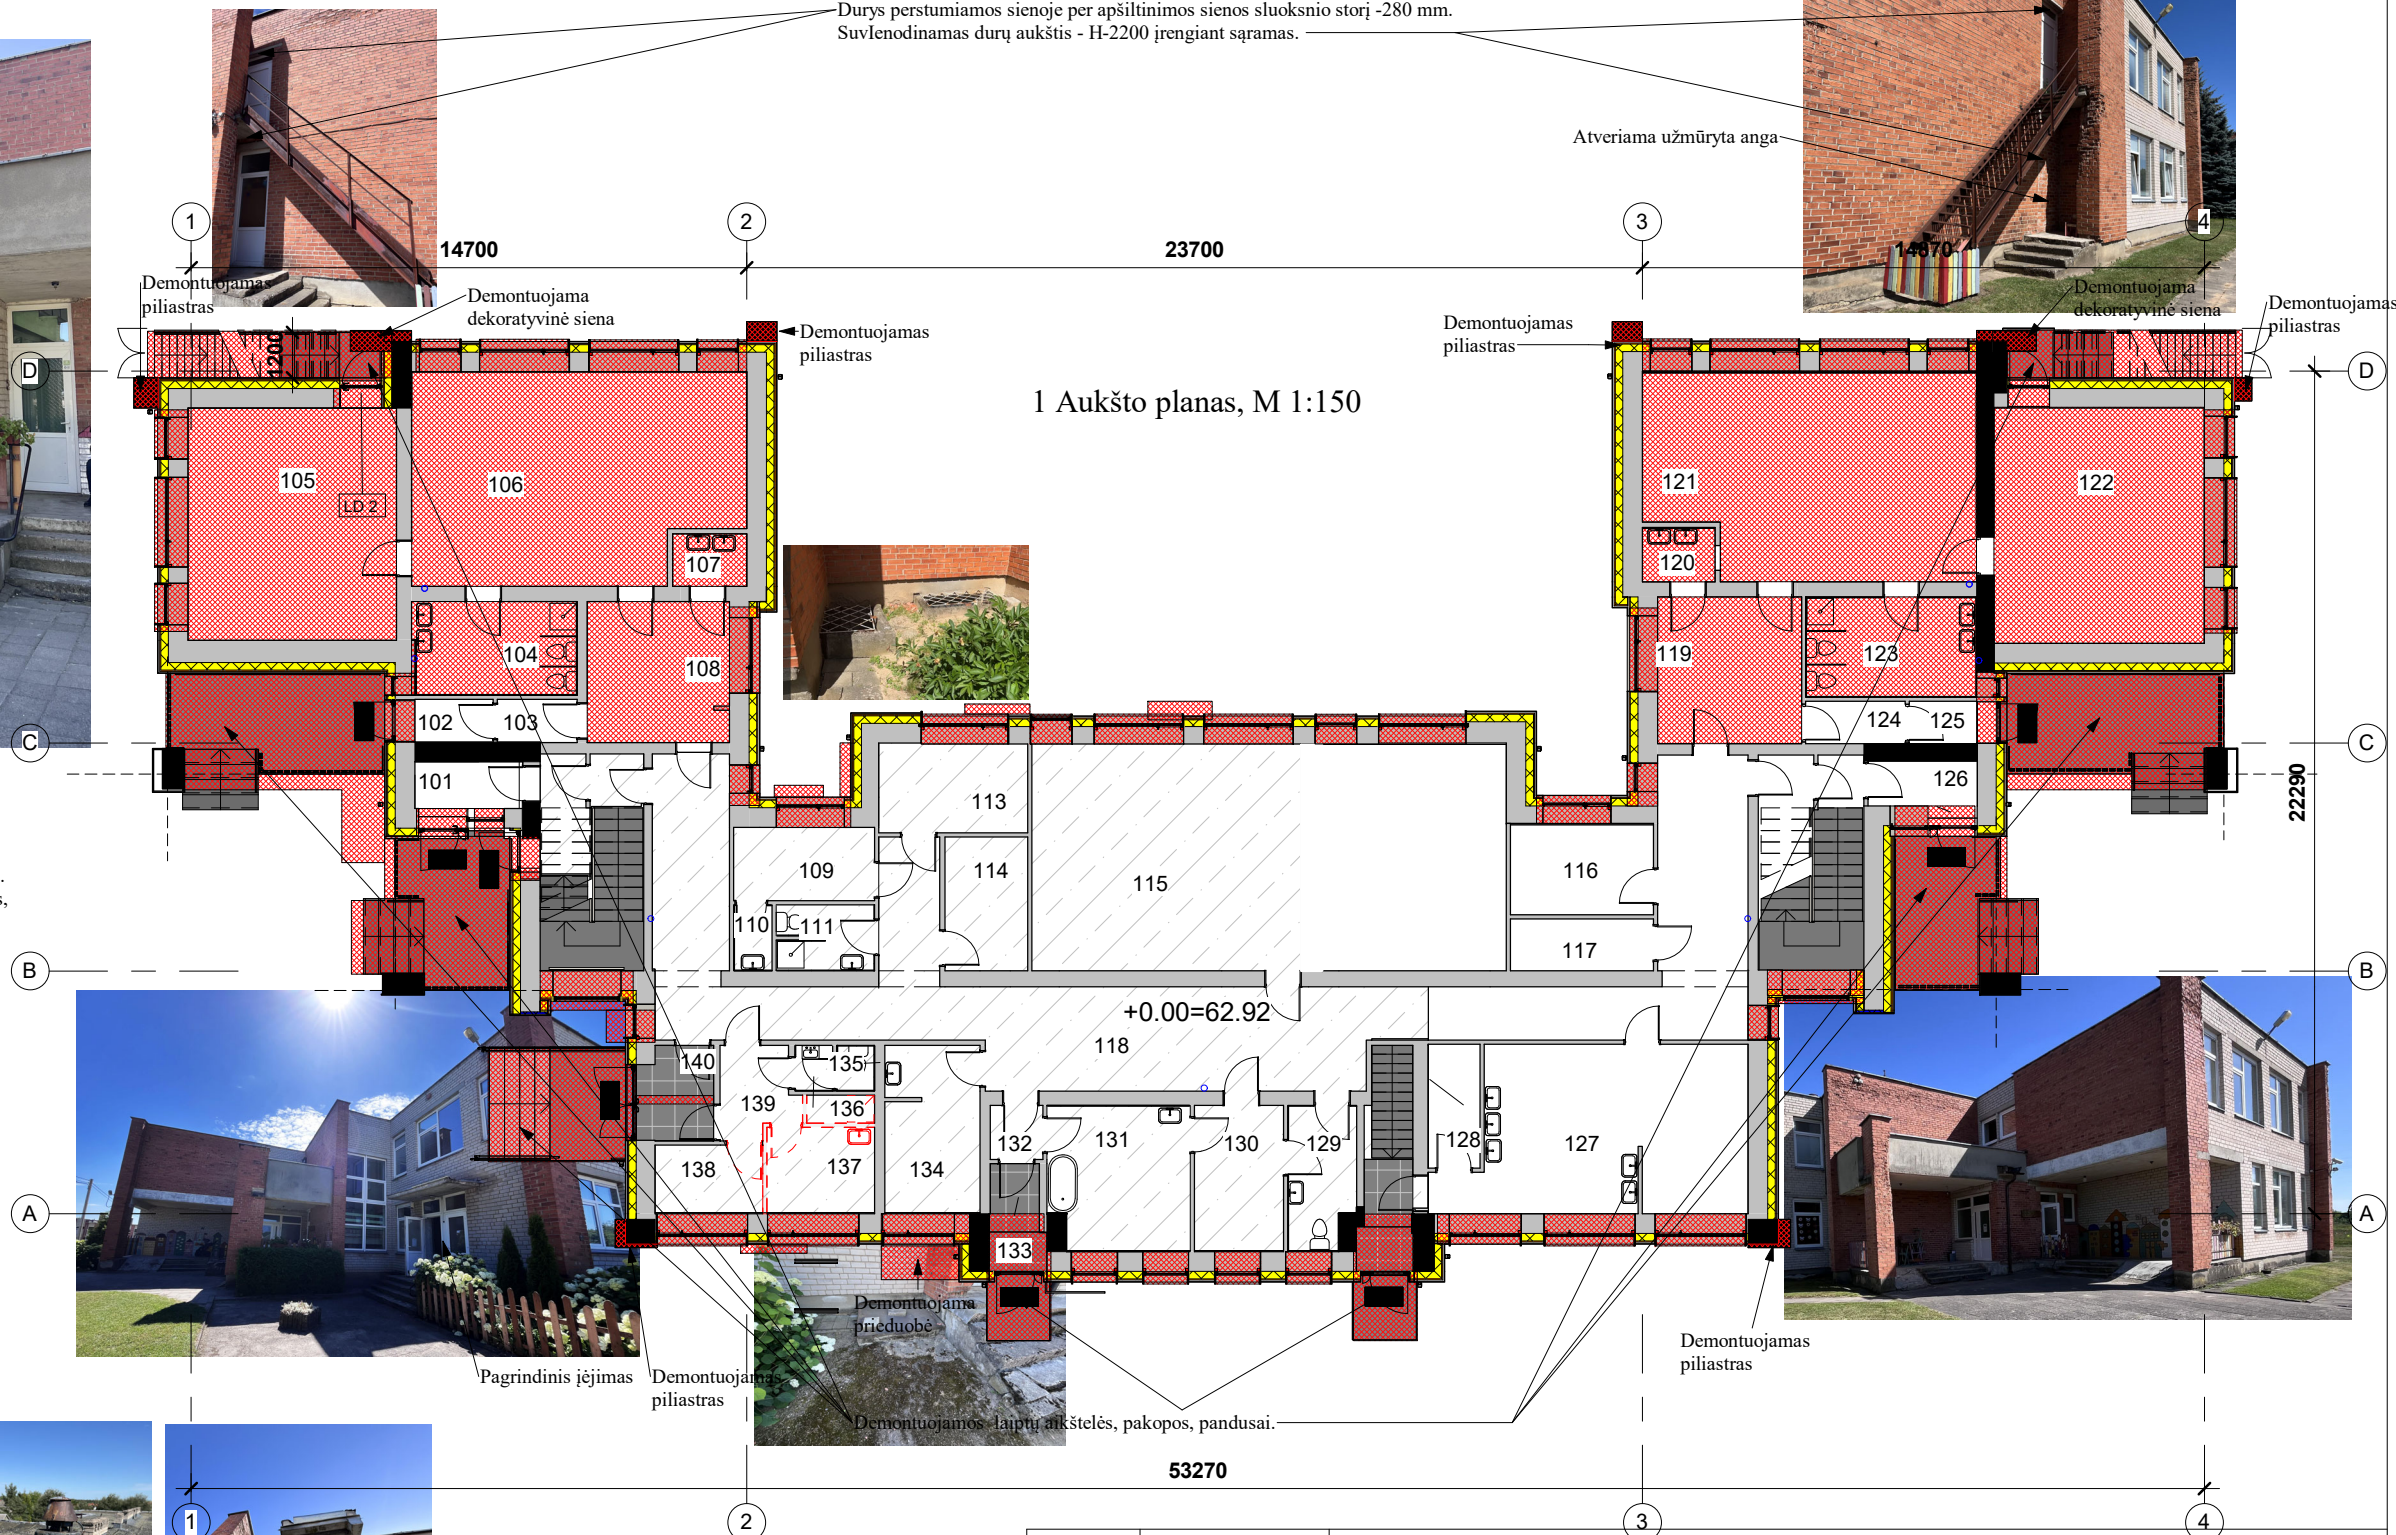 Durys perstumiamos sienoje per apšiltinimos sienos sluoksnio storį -280 mm.
SuvIenodinamas durų aukštis - H-2200 įrengiant sąramas.
Atveriama užmūryta anga
1
2
3
4
14700
23700
14870
Demontuojamas
piliastras
Demontuojama
dekoratyvinė siena
Demontuojamas
piliastras
Demontuojamas
piliastras
Demontuojama
dekoratyvinė siena
Demontuojamas
piliastras
1200
D
D
1 Aukšto planas, M 1:150
105
LD 2
106
107
121
120
122
104
108
119
123
102
103
124
125
C
C
101
126
22290
113
109
114
115
116
110
111
117
s,
B
B
+0.00=62.92
118
140
135
139
136
137
138
134
132
131
130
129
128
127
A
A
133
Demontuojama
prieduobė
Pagrindinis įėjimas
Demontuojamas
piliastras
Demontuojamas
piliastras
Demontuojamos laiptų aikštelės, pakopos, pandusai.
53270
1
2
3
4